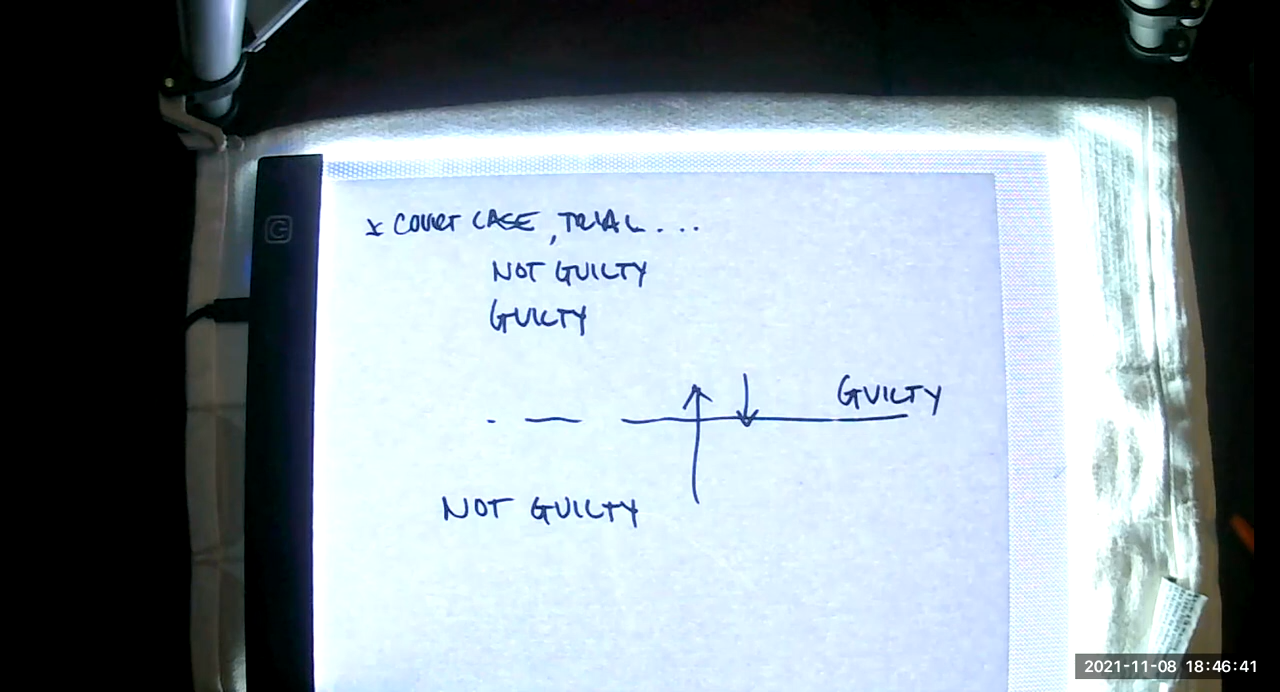 * COURT CASE, TRIAL...
NOT GUILTY
GUILTY
GUILTY
NOT GUILTY
2021-11-08 18:46:41